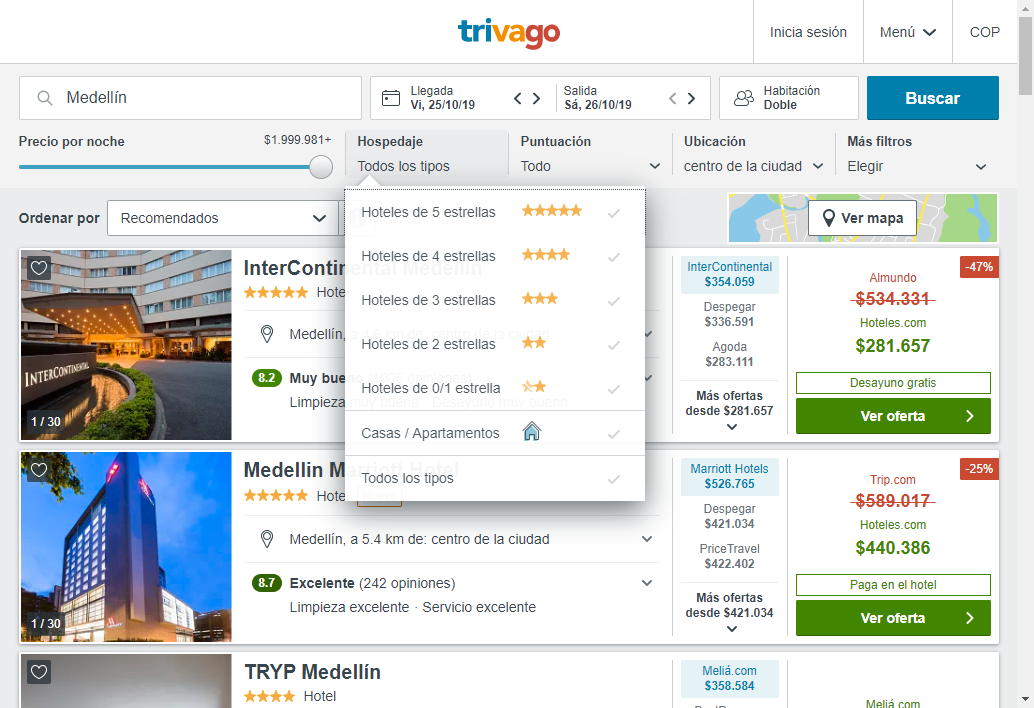 trivago
Inicia sesión
Menú
COP
Medellín
Llegada
Vi, 25/10/19
Salida
Sá, 26/10/19
Habitación
Doble
Buscar
Precio por noche
$1.999.981+
Hospedaje
Todos los tipos
Puntuación
Todo
Ubicación
centro de la ciudad
Más filtros
Elegir
Ordenar por
Recomendados
Ver mapa
Hoteles de 5 estrellas
Hoteles de 4 estrellas
Hoteles de 3 estrellas
Hoteles de 2 estrellas
Hoteles de 0/1 estrella
Casas / Apartamentos
Todos los tipos
InterContinental Medellín
Hote
Medellín, a 4.6 km de: centro de la ciudad
8.2 Muy bueno
Limpieza muy buena · Desayuno muy bueno
INTERCONTINENTAL
1 / 30
InterContinental
$354.059
Despegar
$336.591
Agoda
$283.111
Más ofertas
desde $281.657
-47%
Almundo
$534.331
Hoteles.com
$281.657
Desayuno gratis
Ver oferta
Medellin Marriott Hotel
Hote
Medellín, a 5.4 km de: centro de la ciudad
8.7 Excelente (242 opiniones)
Limpieza excelente · Servicio excelente
1 / 30
Marriott Hotels
$526.765
Despegar
$421.034
PriceTravel
$422.402
Más ofertas
desde $421.034
-25%
Trip.com
$589.017
Hoteles.com
$440.386
Paga en el hotel
Ver oferta
TRYP Medellín
Hotel
Meliá.com
$358.584
Meliá.com